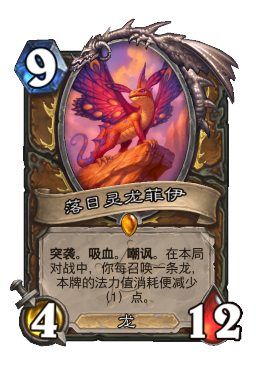 9
落日灵龙菲伊
突袭。吸血。嘲讽。在本局
对战中，你每召唤一条龙，
本牌的法力值消耗便减少
（1）点。
4
龙
12